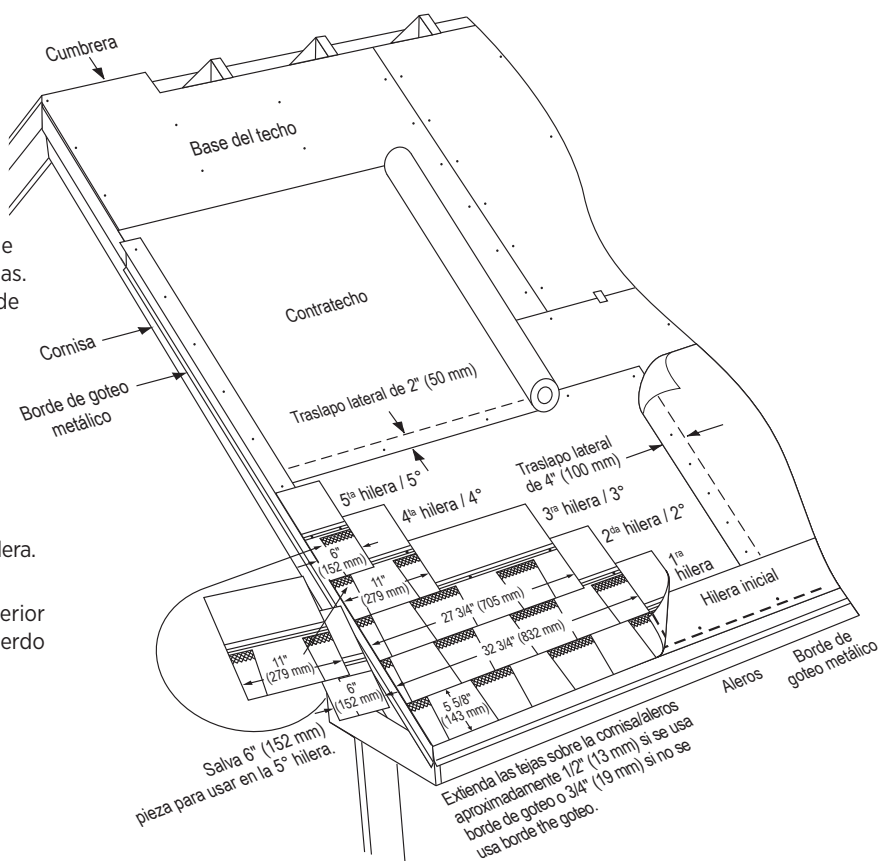 Cumbrera
Base del techo
e
as.
de
Contratecho
Cornisa
Borde de goteo
metálico
Traslapo lateral de 2" (50 mm)
Traslapo lateral
de 4" (100 mm)
5ta hilera / 5°
4ta hilera / 4°
3ra hilera / 3°
2da hilera / 2°
1ra
hilera
Hilera inicial
lera.
erior
erdo
6"
(152 mm)
11"
(279 mm)
27 3/4" (705 mm)
32 3/4" (832 mm)
11"
(279 mm)
6"
(152 mm)
5 5/8"
(143 mm)
Borde de
goteo metálico
Aleros
Salva 6" (152 mm)
pieza para usar en la 5° hilera.
Extienda las tejas sobre la cornisa/aleros
aproximadamente 1/2" (13 mm) si se usa
borde de goteo o 3/4" (19 mm) si no se
usa borde the goteo.